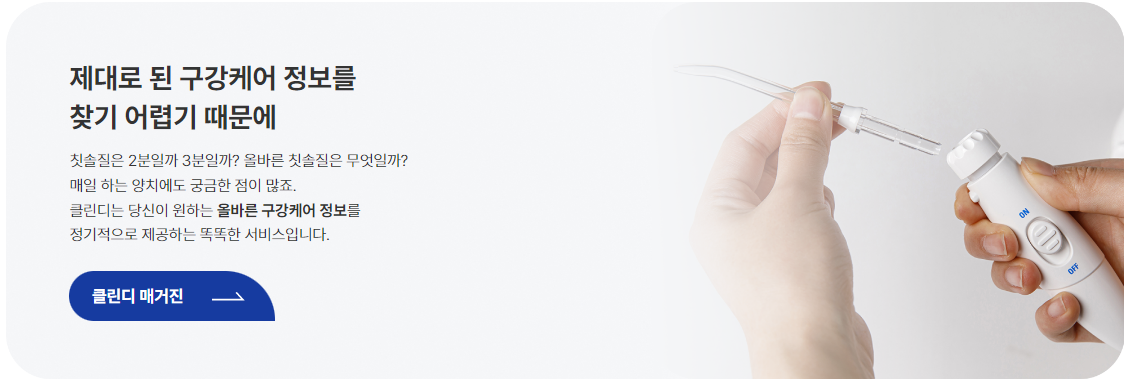 제대로 된 구강케어 정보를
찾기 어렵기 때문에
칫솔질은 2분일까 3분일까? 올바른 칫솔질은 무엇일까?
매일 하는 양치에도 궁금한 점이 많죠.
클린디는 당신이 원하는 올바른 구강케어 정보를
정기적으로 제공하는 똑똑한 서비스입니다.
클린디 매거진
ON
OFF